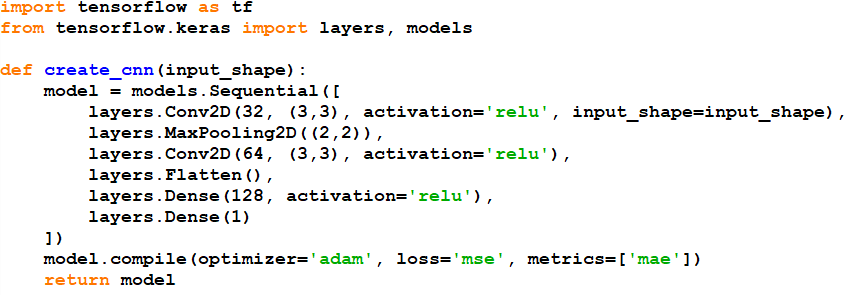 import tensorflow as tf
from tensorflow.keras import layers, models

def create_cnn(input_shape):
    model = models.Sequential([
        layers.Conv2D(32, (3,3), activation='relu', input_shape=input_shape),
        layers.MaxPooling2D((2,2)),
        layers.Conv2D(64, (3,3), activation='relu'),
        layers.Flatten(),
        layers.Dense(128, activation='relu'),
        layers.Dense(1)
    ])
    model.compile(optimizer='adam', loss='mse', metrics=['mae'])
    return model